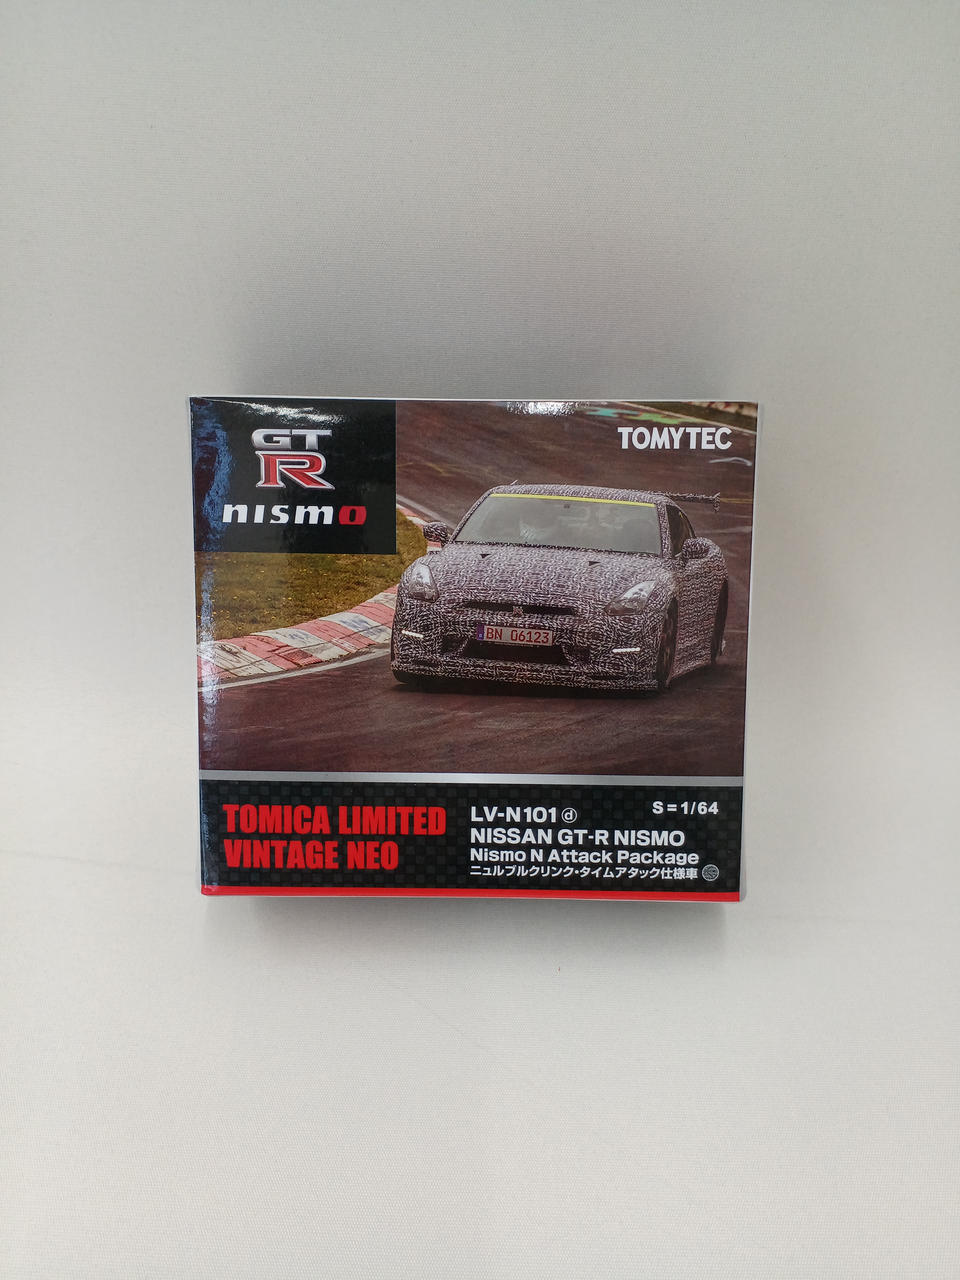 GT
R
nismo
TOMYTEC
BN 06123
TOMICA LIMITED
VINTAGE NEO
S=1/64
LV-N101 ⓓ
NISSAN GT-R NISMO
Nismo N Attack Package
ニュルブルクリンク・タイムアタック仕様車